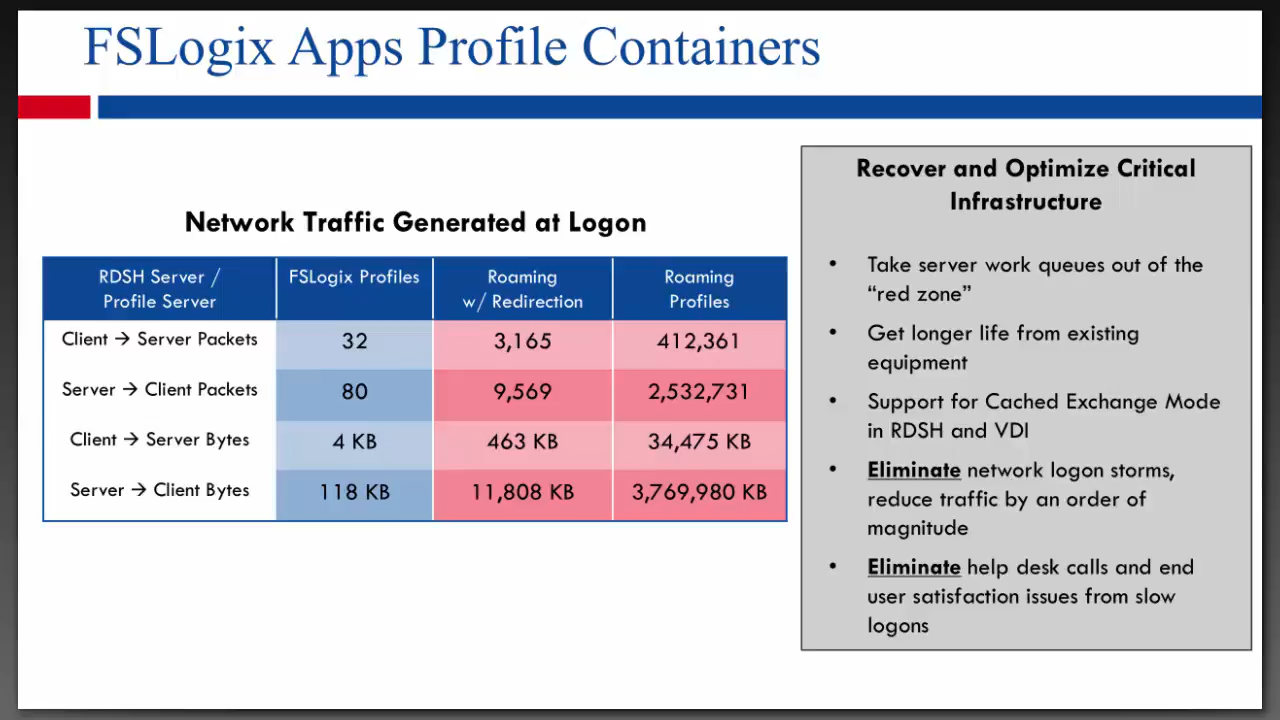 FSLogix Apps Profile Containers
Network Traffic Generated at Logon
RDSH Server / Profile Server
FSLogix Profiles
Roaming w/ Redirection
Roaming Profiles
Client → Server Packets 32 3,165 412,361
Server → Client Packets 80 9,569 2,532,731
Client → Server Bytes 4 KB 463 KB 34,475 KB
Server → Client Bytes 118 KB 11,808 KB 3,769,980 KB
Recover and Optimize Critical
Infrastructure
• Take server work queues out of the
“red zone”
• Get longer life from existing
equipment
• Support for Cached Exchange Mode
in RDSH and VDI
• Eliminate network logon storms,
reduce traffic by an order of
magnitude
• Eliminate help desk calls and end
user satisfaction issues from slow
logons